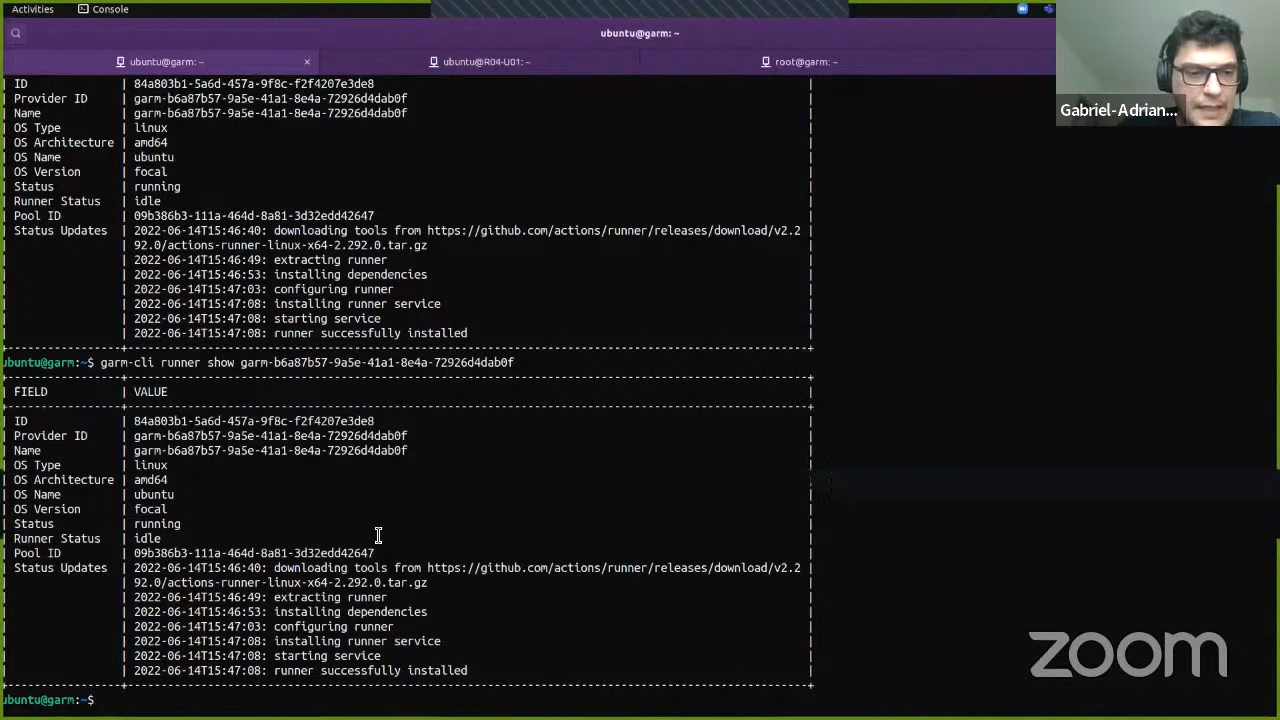 Activities Console
ubuntu@garm: ~
ubuntu@garm: ~ × ubuntu@R04-U01: ~ root@garm: ~
Gabriel-Adrian...
| ID | 84a803b1-5a6d-457a-9f8c-f2f4207e3de8 |
| Provider ID | garm-b6a87b57-9a5e-41a1-8e4a-72926d4dab0f |
| Name | garm-b6a87b57-9a5e-41a1-8e4a-72926d4dab0f |
| OS Type | linux |
| OS Architecture | amd64 |
| OS Name | ubuntu |
| OS Version | focal |
| Status | running |
| Runner Status | idle |
| Pool ID | 09b386b3-111a-464d-8a81-3d32edd42647 |
| Status Updates | 2022-06-14T15:46:40: downloading tools from https://github.com/actions/runner/releases/download/v2.2 |
| | 92.0/actions-runner-linux-x64-2.292.0.tar.gz |
| | 2022-06-14T15:46:49: extracting runner |
| | 2022-06-14T15:46:53: installing dependencies |
| | 2022-06-14T15:47:03: configuring runner |
| | 2022-06-14T15:47:08: installing runner service |
| | 2022-06-14T15:47:08: starting service |
| | 2022-06-14T15:47:08: runner successfully installed |
ubuntu@garm:~$ garm-cli runner show garm-b6a87b57-9a5e-41a1-8e4a-72926d4dab0f
| FIELD | VALUE |
| ID | 84a803b1-5a6d-457a-9f8c-f2f4207e3de8 |
| Provider ID | garm-b6a87b57-9a5e-41a1-8e4a-72926d4dab0f |
| Name | garm-b6a87b57-9a5e-41a1-8e4a-72926d4dab0f |
| OS Type | linux |
| OS Architecture | amd64 |
| OS Name | ubuntu |
| OS Version | focal |
| Status | running |
| Runner Status | idle |
| Pool ID | 09b386b3-111a-464d-8a81-3d32edd42647 |
| Status Updates | 2022-06-14T15:46:40: downloading tools from https://github.com/actions/runner/releases/download/v2.2 |
| | 92.0/actions-runner-linux-x64-2.292.0.tar.gz |
| | 2022-06-14T15:46:49: extracting runner |
| | 2022-06-14T15:46:53: installing dependencies |
| | 2022-06-14T15:47:03: configuring runner |
| | 2022-06-14T15:47:08: installing runner service |
| | 2022-06-14T15:47:08: starting service |
| | 2022-06-14T15:47:08: runner successfully installed |
ubuntu@garm:~$
zoom